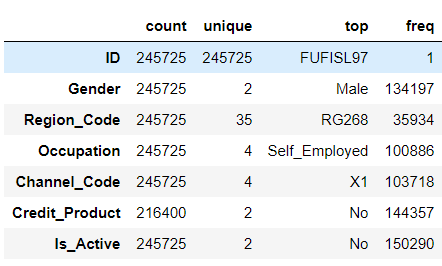 count unique top freq
ID 245725 245725 FUFISL97 1
Gender 245725 2 Male 134197
Region_Code 245725 35 RG268 35934
Occupation 245725 4 Self_Employed 100886
Channel_Code 245725 4 X1 103718
Credit_Product 216400 2 No 144357
Is_Active 245725 2 No 150290